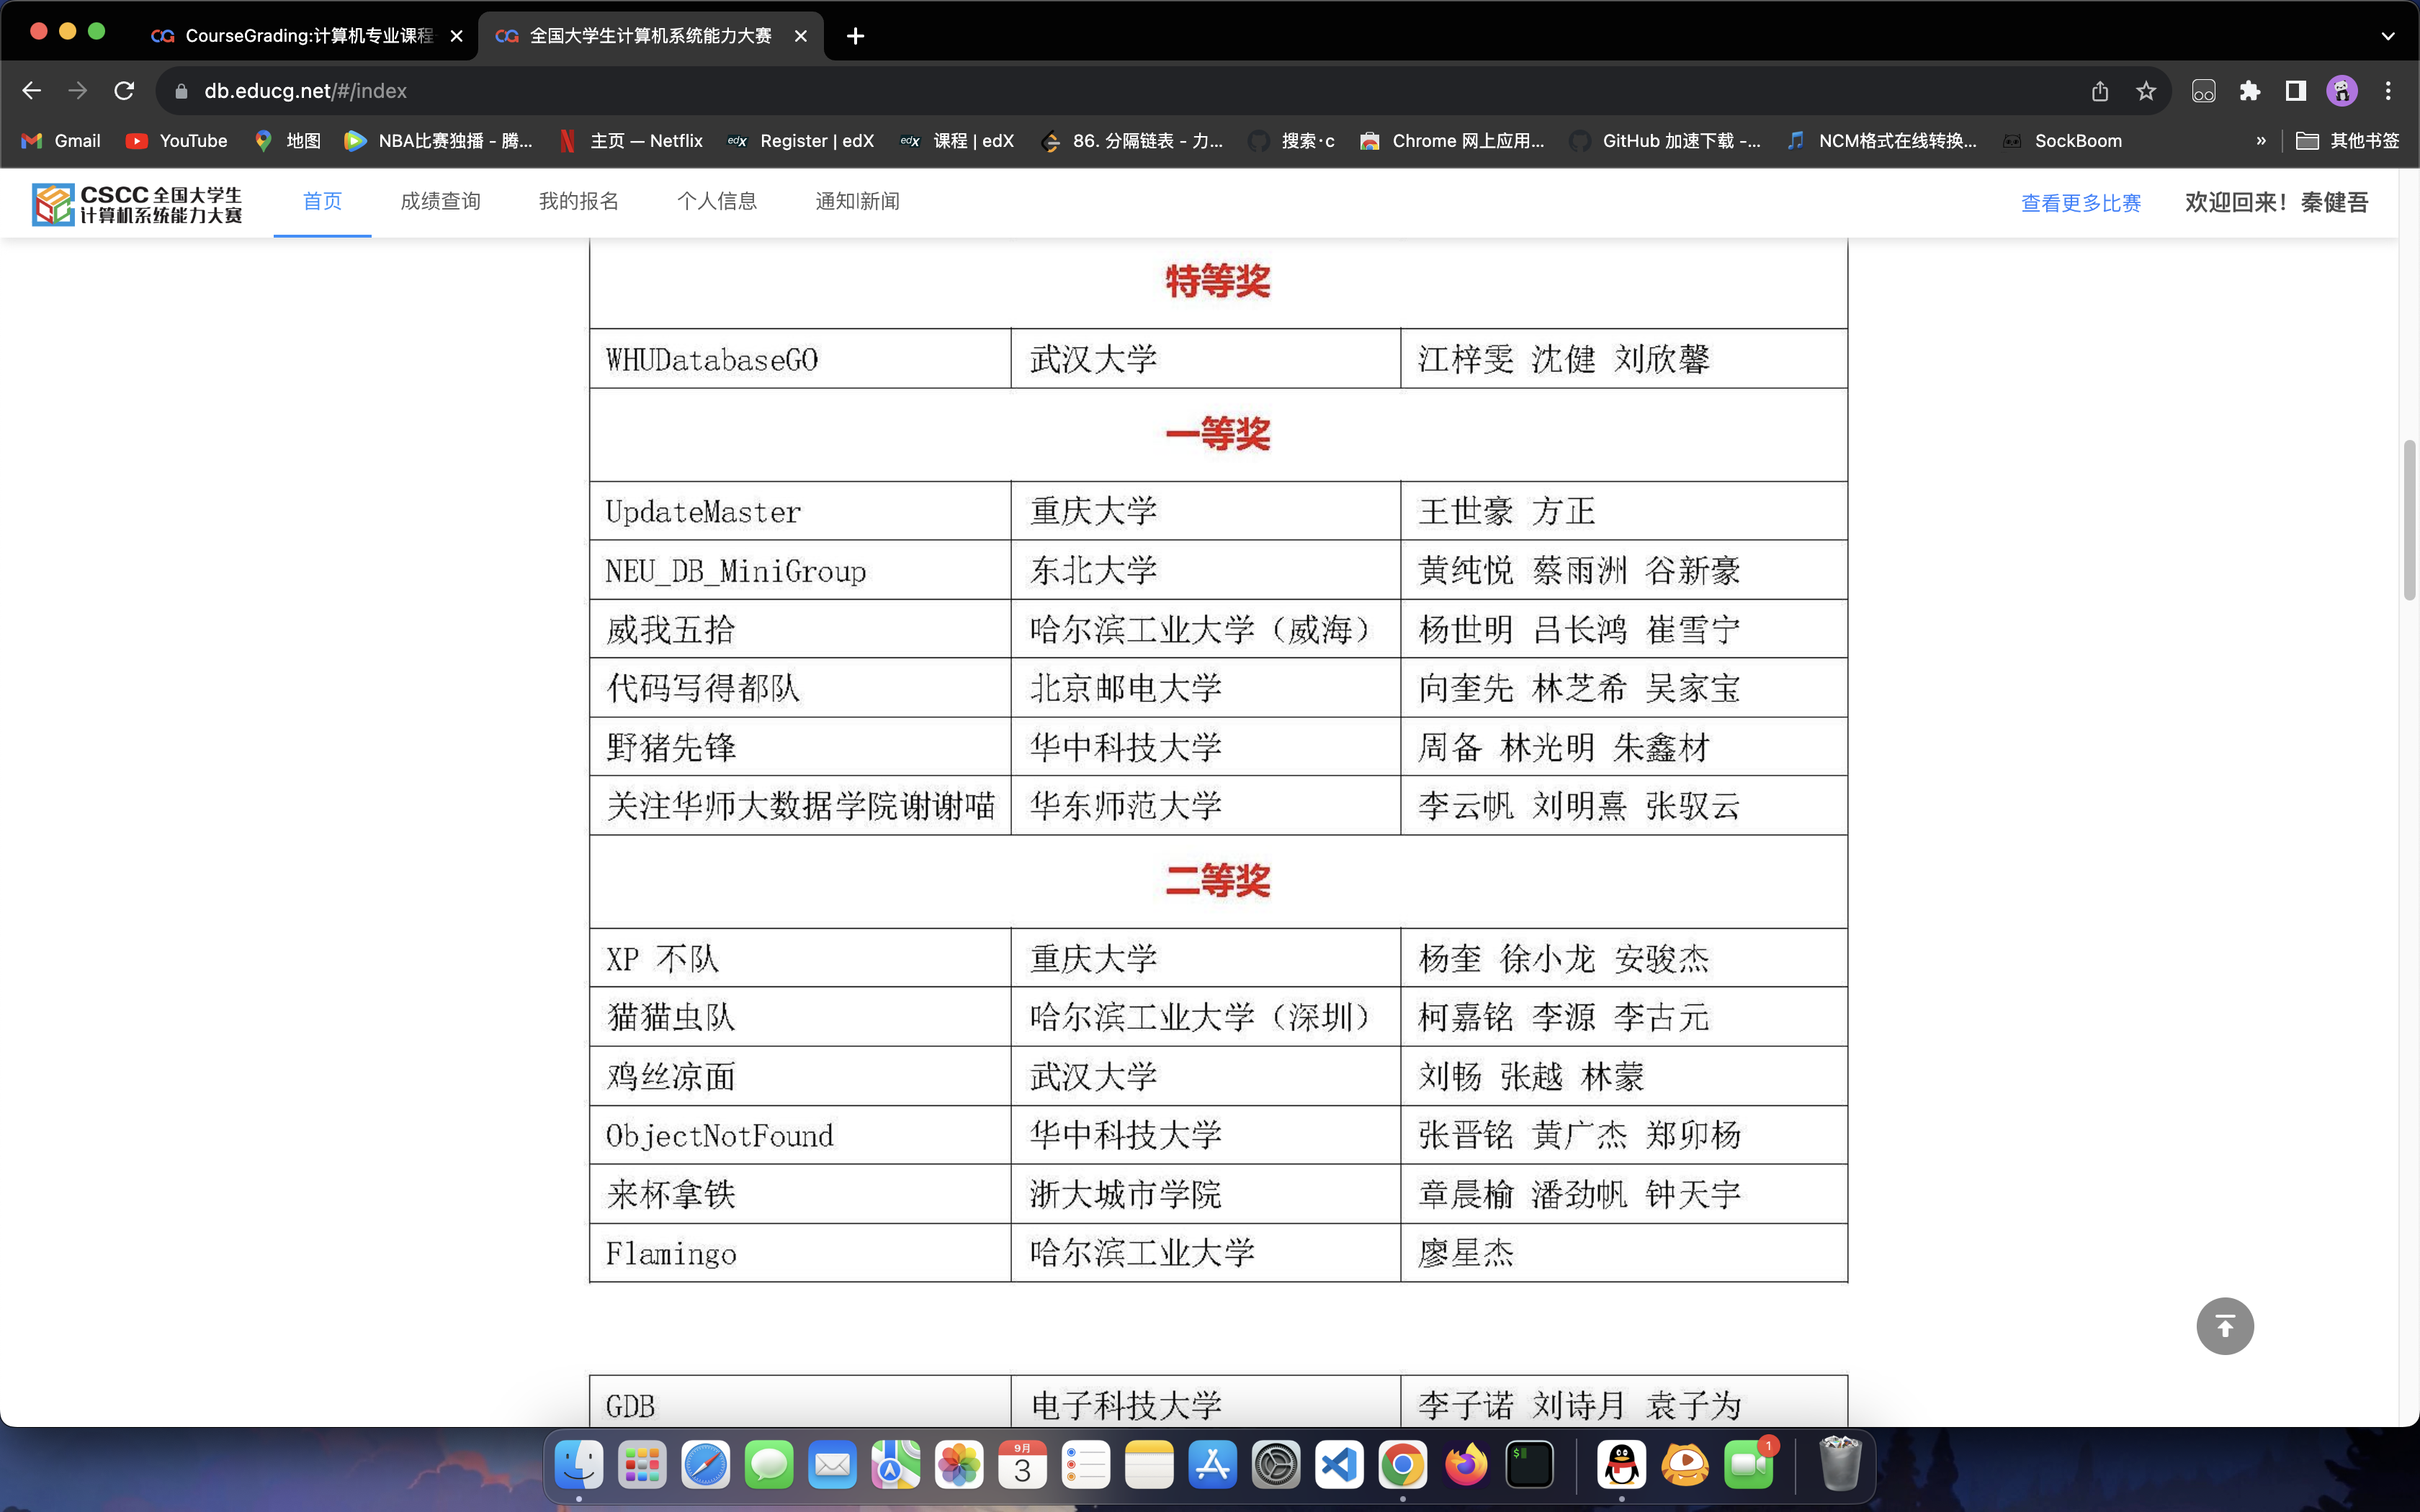 CourseGrading:计算机专业课程
全国大学生计算机系统能力大赛
db.educg.net/#/index
Gmail YouTube 地图 NBA比赛独播 - 腾... 主页 — Netflix edX Register | edX edX 课程 | edX 86. 分隔链表 - 力... 搜索·c Chrome 网上应用... GitHub 加速下载 -... NCM格式在线转换... SockBoom » 其他书签
CSCC 全国大学生
计算机系统能力大赛
首页 成绩查询 我的报名 个人信息 通知|新闻 查看更多比赛 欢迎回来！秦健吾
特等奖
WHUDatabaseGO 武汉大学 江梓雯 沈健 刘欣馨
一等奖
UpdateMaster 重庆大学 王世豪 方正
NEU_DB_MiniGroup 东北大学 黄纯悦 蔡雨洲 谷新豪
威我五拾 哈尔滨工业大学（威海） 杨世明 吕长鸿 崔雪宁
代码写得都队 北京邮电大学 向奎先 林芝希 吴家宝
野猪先锋 华中科技大学 周备 林光明 朱鑫材
关注华师大数据学院谢谢喵 华东师范大学 李云帆 刘明熹 张驭云
二等奖
XP 不队 重庆大学 杨奎 徐小龙 安骏杰
猫猫虫队 哈尔滨工业大学（深圳） 柯嘉铭 李源 李古元
鸡丝凉面 武汉大学 刘畅 张越 林蒙
ObjectNotFound 华中科技大学 张晋铭 黄广杰 郑卯杨
来杯拿铁 浙大城市学院 章晨榆 潘劲帆 钟天宇
Flamingo 哈尔滨工业大学 廖星杰
GDB 电子科技大学 李子诺 刘诗月 袁子为
9月
3
$
1